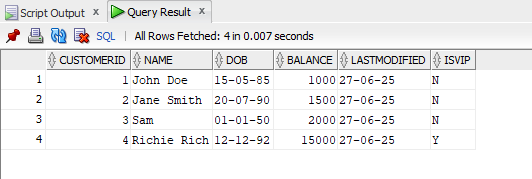 Script Output × Query Result ×
SQL | All Rows Fetched: 4 in 0.007 seconds
CUSTOMERID NAME DOB BALANCE LASTMODIFIED ISVIP
1 1 John Doe 15-05-85 1000 27-06-25 N
2 2 Jane Smith 20-07-90 1500 27-06-25 N
3 3 Sam 01-01-50 2000 27-06-25 N
4 4 Richie Rich 12-12-92 15000 27-06-25 Y